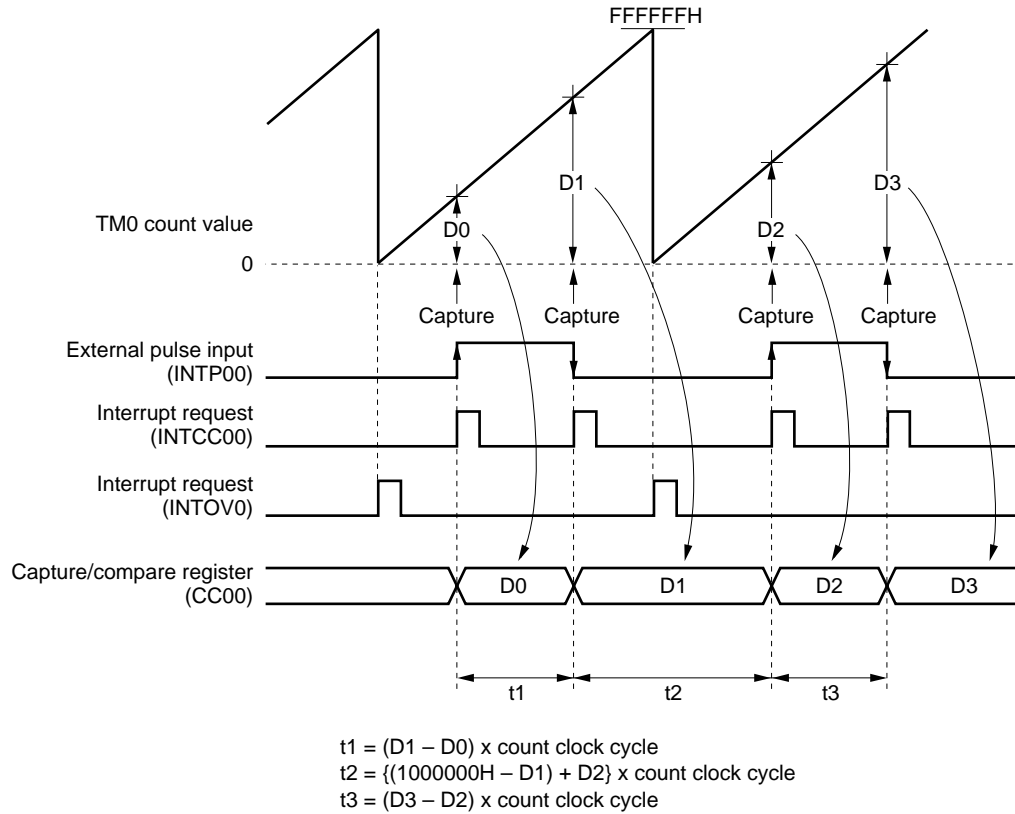 FFFFFFH
D1
D3
TM0 count value
D0
D2
0
Capture
Capture
Capture
Capture
External pulse input
(INTP00)
Interrupt request
(INTCC00)
Interrupt request
(INTOV0)
Capture/compare register
(CC00)
D0
D1
D2
D3
t1
t2
t3
t1 = (D1 – D0) x count clock cycle
t2 = {(1000000H – D1) + D2} x count clock cycle
t3 = (D3 – D2) x count clock cycle